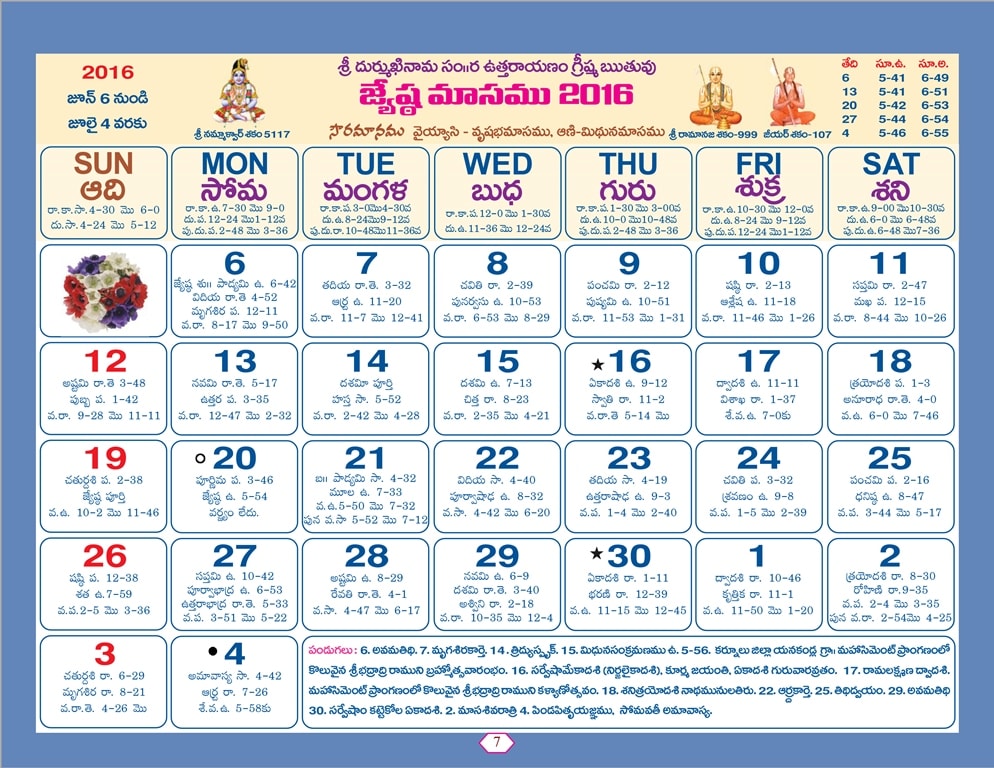 2016
జూన్ 6 నుండి
జూలై 4 వరకు
శ్రీ నమ్మాక్వార్ శకం 5117
శ్రీ దుర్ముఖినామ సం॥ర ఉత్తరాయణం గ్రీష్మ ఋతువు
జ్యేష్ఠ మాసము 2016
సౌరమానము వైయ్యాసి - వృషభమాసము, ఆణి-మిథునమాసము
శ్రీ రామానజ శకం-999 జీయర్ శకం-107
తేది సూ.ఉ. సూ.అ.
6 5-41 6-49
13 5-41 6-51
20 5-42 6-53
27 5-44 6-54
4 5-46 6-55
SUN
ఆది
రా.కా.సా.4-30 మొ 6-0
దు.సా.4-24 మొ 5-12
MON
సోమ
రా.కా.ఉ.7-30 మొ 9-0
దు.ప.12-24 మొ1-12వ
పు.దు.ప.2-48 మొ 3-36
TUE
మంగళ
రా.కా.ప.3-0మొ4-30వ
దు.ఉ.8-24మొ9-12వ
పు.దు.రా.10-48మొ11-36వ
WED
బుధ
రా.కా.ప.12-0 మొ 1-30వ
దు.ఉ.11-36 మొ 12-24వ
THU
గురు
రా.కా.ప.1-30 మొ 3-00వ
దు.ఉ.10-0 మొ10-48వ
పు.దు.ప.2-48 మొ 3-36
FRI
శుక్ర
రా.కా.ఉ.10-30 మొ 12-0వ
దు.ఉ.8-24 మొ 9-12వ
పు.దు.ప.12-24 మొ1-12వ
SAT
శని
రా.కా.ఉ.9-00 మొ10-30వ
దు.ఉ.6-0 మొ 6-48వ
పు.దు.ఉ.6-48 మొ7-36
6
జ్యేష్ఠ శు॥ పాడ్యమి ఉ. 6-42
విదియ రా.తె 4-52
మృగశిర ప. 12-11
వ.రా. 8-17 మొ 9-50
7
తదియ రా.తె. 3-32
ఆర్ద్ర ఉ. 11-20
వ.రా. 11-7 మొ 12-41
8
చవితి రా. 2-39
పునర్వసు ఉ. 10-53
వ.రా. 6-53 మొ 8-29
9
పంచమి రా. 2-12
పుష్యమి ఉ. 10-51
వ.రా. 11-53 మొ 1-31
10
షష్ఠి రా. 2-13
ఆశ్లేష ఉ. 11-18
వ.రా. 11-46 మొ 1-26
11
సప్తమి రా. 2-47
మఖ ప. 12-15
వ.రా. 8-44 మొ 10-26
12
అష్టమి రా.తె 3-48
పుబ్బ ప. 1-42
వ.రా. 9-28 మొ 11-11
13
నవమి రా.తె. 5-17
ఉత్తర ప. 3-35
వ.రా. 12-47 మొ 2-32
14
దశమీ పూర్తి
హస్త సా. 5-52
వ.రా. 2-42 మొ 4-28
15
దశమి ఉ. 7-13
చిత్త రా. 8-23
వ.రా. 2-35 మొ 4-21
★16
ఏకాదశి ఉ. 9-12
స్వాతి రా. 11-2
వ.రా.తె 5-14 మొ
17
ద్వాదశి ఉ. 11-11
విశాఖ రా. 1-37
శే.వ.ఉ. 7-0కు
18
త్రయోదశి ప. 1-3
అనూరాధ రా.తె. 4-0
వ.ఉ. 6-0 మొ 7-46
19
చతుర్దశి ప. 2-38
జ్యేష్ఠ పూర్తి
వ.ఉ. 10-2 మొ 11-46
○20
పూర్ణిమ ప. 3-46
జ్యేష్ఠ ఉ. 5-54
వర్జ్యం లేదు.
21
బ॥ పాడ్యమి సా. 4-32
మూల ఉ. 7-33
వ.ఉ.5-50 మొ 7-32
పున వ.సా 5-52 మొ 7-12
22
విదియ సా. 4-40
పూర్వాషాఢ ఉ. 8-32
వ.సా. 4-42 మొ 6-20
23
తదియ సా. 4-19
ఉత్తరాషాఢ ఉ. 9-3
వ.ప. 1-4 మొ 2-40
24
చవితి ప. 3-32
శ్రవణం ఉ. 9-8
వ.ప. 1-5 మొ 2-39
25
పంచమి ప. 2-16
ధనిష్ఠ ఉ. 8-47
వ.ప. 3-44 మొ 5-17
26
షష్ఠి ప. 12-38
శత ఉ.7-59
వ.ప.2-5 మొ 3-36
27
సప్తమి ఉ. 10-42
పూర్వాభాద్ర ఉ. 6-53
ఉత్తరాభాద్ర రా.తె. 5-33
వ.ప. 3-51 మొ 5-22
28
అష్టమి ఉ. 8-29
రేవతి రా.తె. 4-1
వ.సా. 4-47 మొ 6-17
29
నవమి ఉ. 6-9
దశమి రా.తె. 3-40
అశ్విని రా. 2-18
వ.రా. 10-35 మొ 12-4
★30
ఏకాదశి రా. 1-11
భరణి రా. 12-39
వ.ఉ. 11-15 మొ 12-45
1
ద్వాదశి రా. 10-46
కృత్తిక రా. 11-1
వ.ఉ. 11-50 మొ 1-20
2
త్రయోదశి రా. 8-30
రోహిణి రా.9-35
వ.ప. 2-4 మొ 3-35
పున వ.రా. 2-54మొ 4-25
3
చతుర్దశి రా. 6-29
మృగశిర రా. 8-21
వ.రా.తె. 4-26 మొ
●4
అమావాస్య సా. 4-42
ఆర్ద్ర రా. 7-26
శే.వ.ఉ. 5-58కు
పండుగలు: 6. అవమతిథి. 7. మృగశిరకార్తె. 14. త్రిద్యుస్పృక్. 15. మిథునసంక్రమణము ఉ. 5-56. కర్నూలు జిల్లా యనకండ్ల గ్రా॥ మహాసిమెంట్ ప్రాంగణంలో
కొలువైన శ్రీభద్రాద్రి రాముని బ్రహ్మోత్సవారంభం. 16. సర్వేషామేకాదశి (నిర్జలైకాదశి), కూర్మ జయంతి, ఏకాదశి గురువారవ్రతం. 17. రామలక్ష్మణ ద్వాదశి.
మహాసిమెంట్ ప్రాంగణంలో కొలువైన శ్రీభద్రాద్రి రాముని కళ్యాణోత్సవం. 18. శనిత్రయోదశి నాథమునులతిరు. 22. ఆర్ద్రకార్తె. 25. తిథిద్వయం. 29. అవమతిథి
30. సర్వేషాం కట్టెకోల ఏకాదశి. 2. మాసశివరాత్రి 4. పిండపితృయజ్ఞము, సోమవతీ అమావాస్య.
7